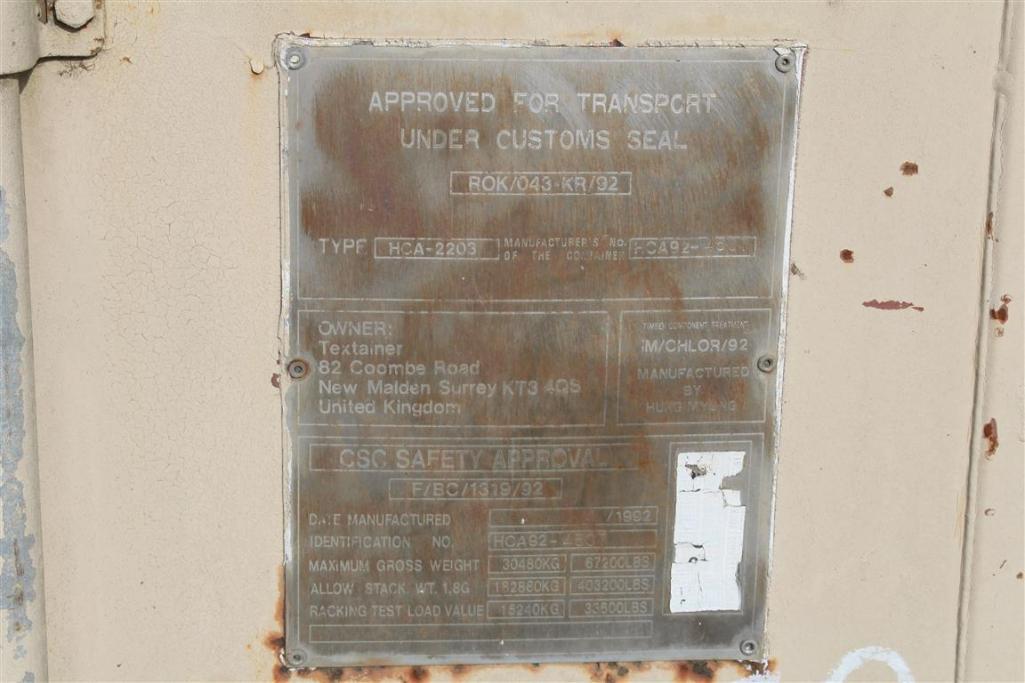 APPROVED FOR TRANSPORT
UNDER CUSTOMS SEAL
ROK/043-KR/92
TYPE HCA-2203 MANUFACTURER'S No.
OF THE CONTAINER
OWNER:
Textainer
82 Coombe Road
New Malden Surrey KT3 4QS
United Kingdom
TIMBER COMPONENT TREATMENT
IM/CHLOR/92
MANUFACTURED
BY
CSC SAFETY APPROVAL
F/BC/1319/92
DATE MANUFACTURED /1992
IDENTIFICATION NO.
MAXIMUM GROSS WEIGHT 30480KG 67200LBS
ALLOW STACK. WT. 1.8G 182880KG 403200LBS
RACKING TEST LOAD VALUE 15240KG 33600LBS